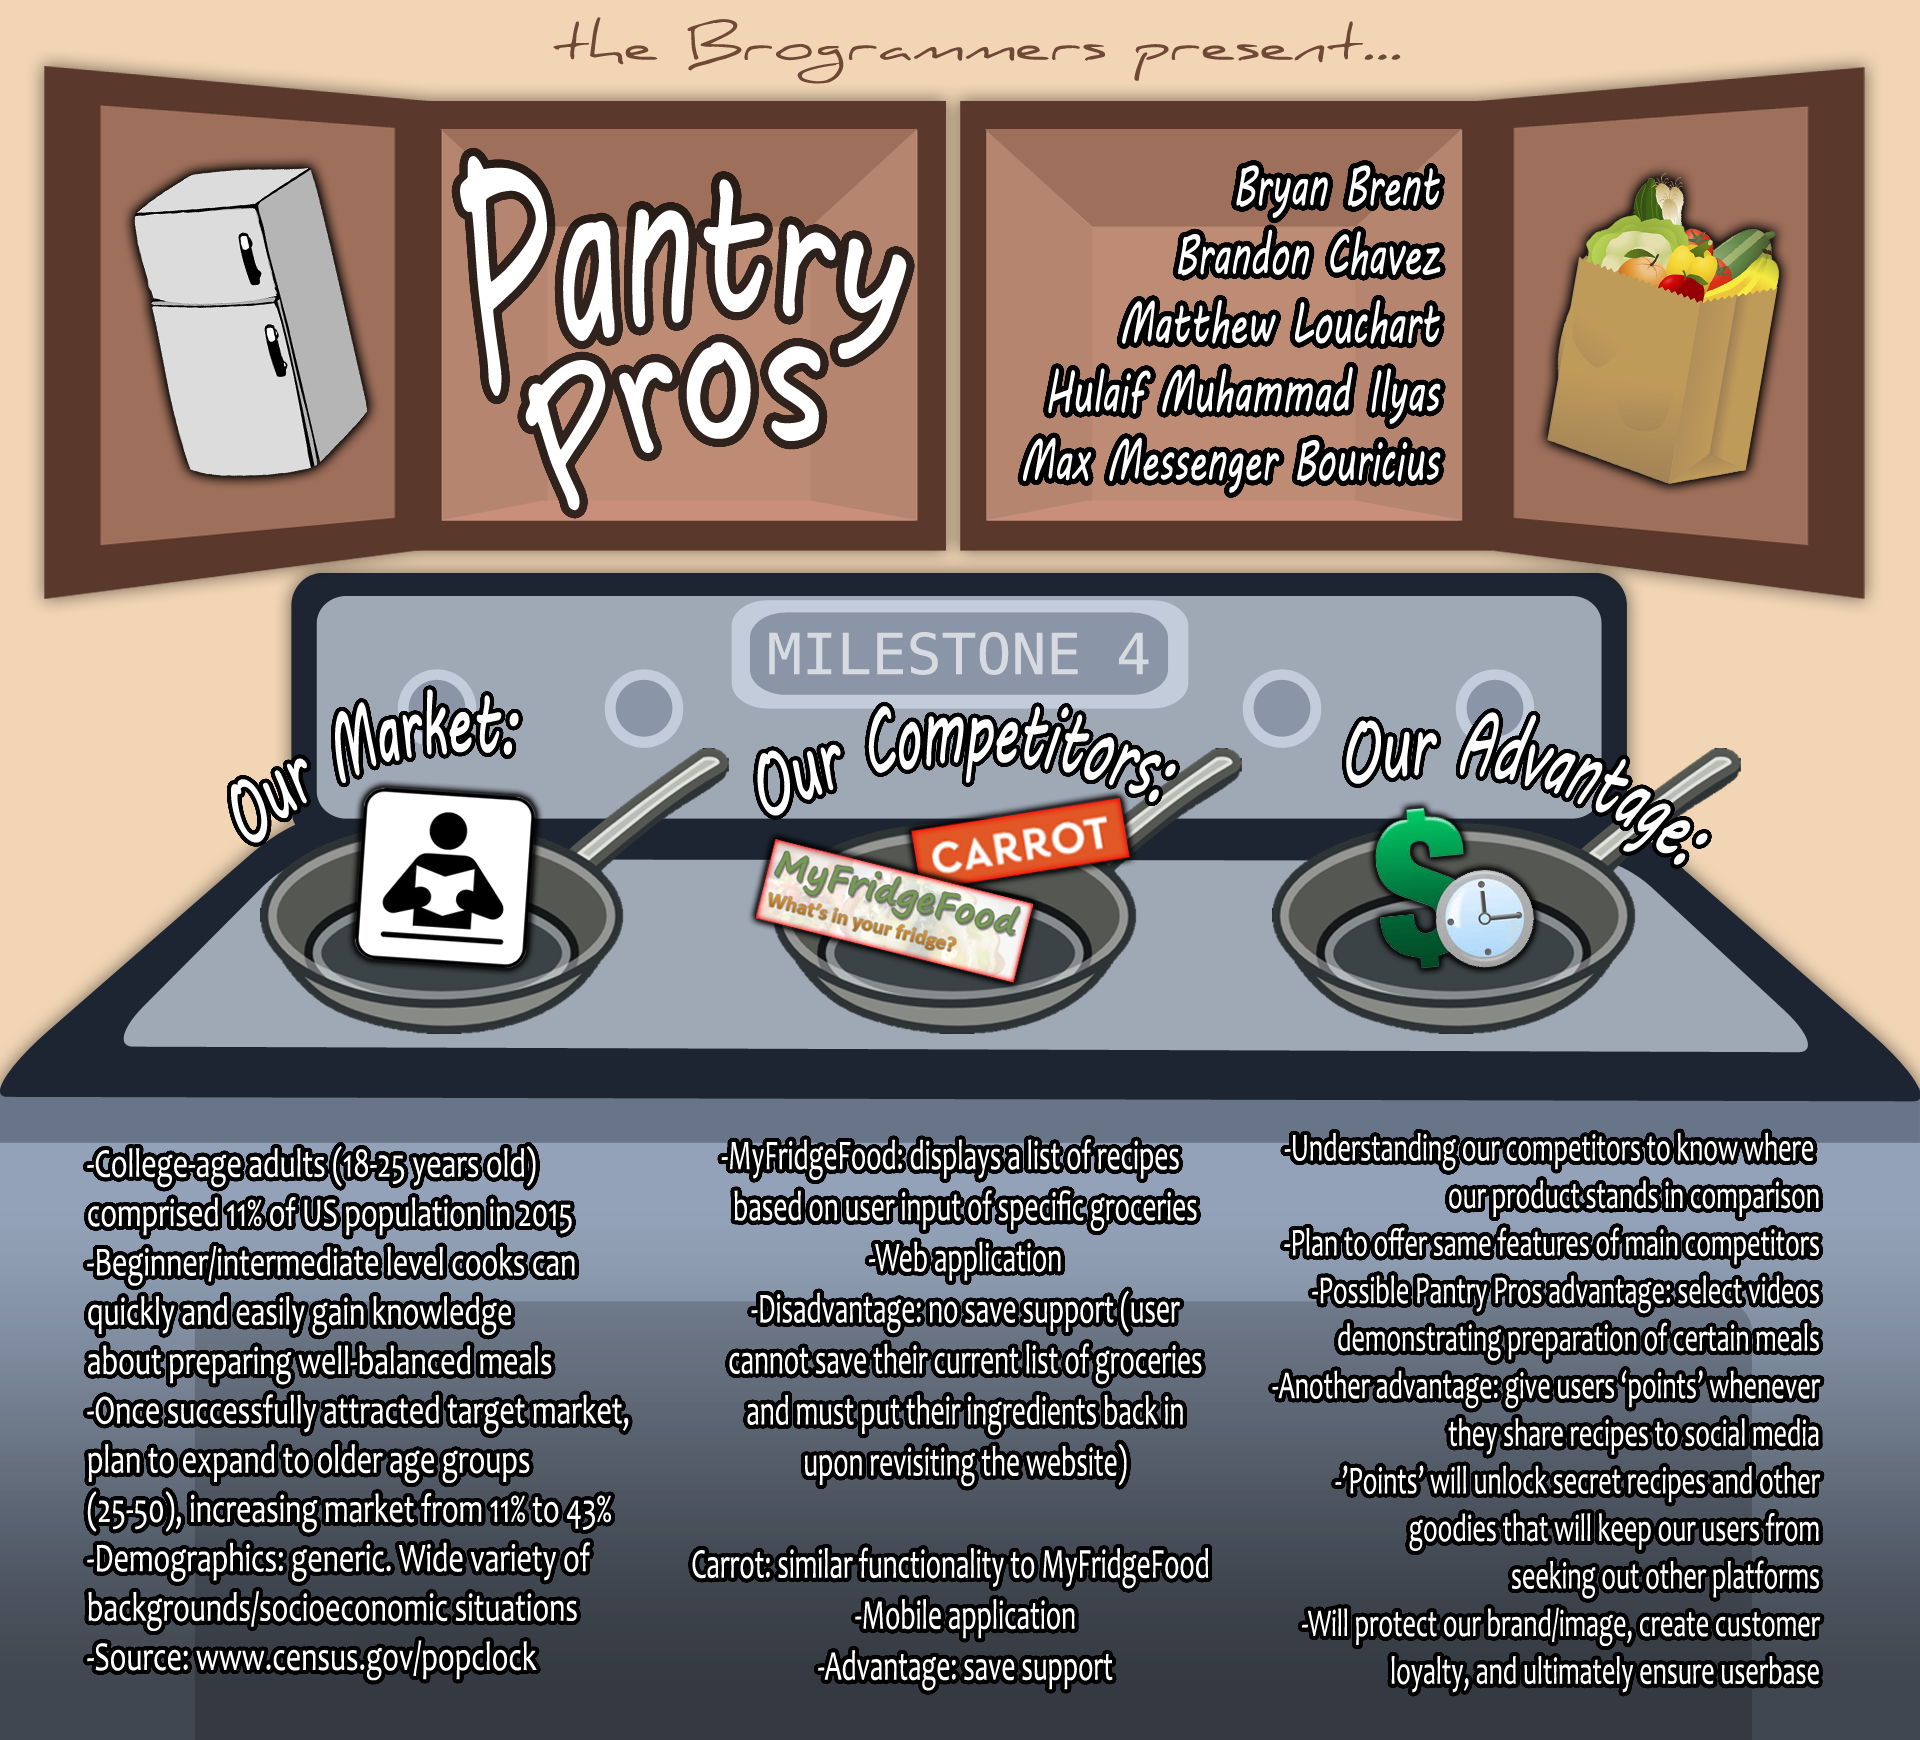 the Brogrammers present...
Pantry
Pros
Bryan Brent
Brandon Chavez
Matthew Louchart
Hulaif Muhammad Ilyas
Max Messenger Bouricius
MILESTONE 4
Our Market:
Our Competitors:
CARROT
MyFridgeFood
What's in your fridge?
Our Advantage:
-College-age adults (18-25 years old)
comprised 11% of US population in 2015
-Beginner/intermediate level cooks can
quickly and easily gain knowledge
about preparing well-balanced meals
-Once successfully attracted target market,
plan to expand to older age groups
(25-50), increasing market from 11% to 43%
-Demographics: generic. Wide variety of
backgrounds/socioeconomic situations
-Source: www.census.gov/popclock
-MyFridgeFood: displays a list of recipes
based on user input of specific groceries
-Web application
-Disadvantage: no save support (user
cannot save their current list of groceries
and must put their ingredients back in
upon revisiting the website)
Carrot: similar functionality to MyFridgeFood
-Mobile application
-Advantage: save support
-Understanding our competitors to know where
our product stands in comparison
-Plan to offer same features of main competitors
-Possible Pantry Pros advantage: select videos
demonstrating preparation of certain meals
-Another advantage: give users ‘points’ whenever
they share recipes to social media
-’Points’ will unlock secret recipes and other
goodies that will keep our users from
seeking out other platforms
-Will protect our brand/image, create customer
loyalty, and ultimately ensure userbase